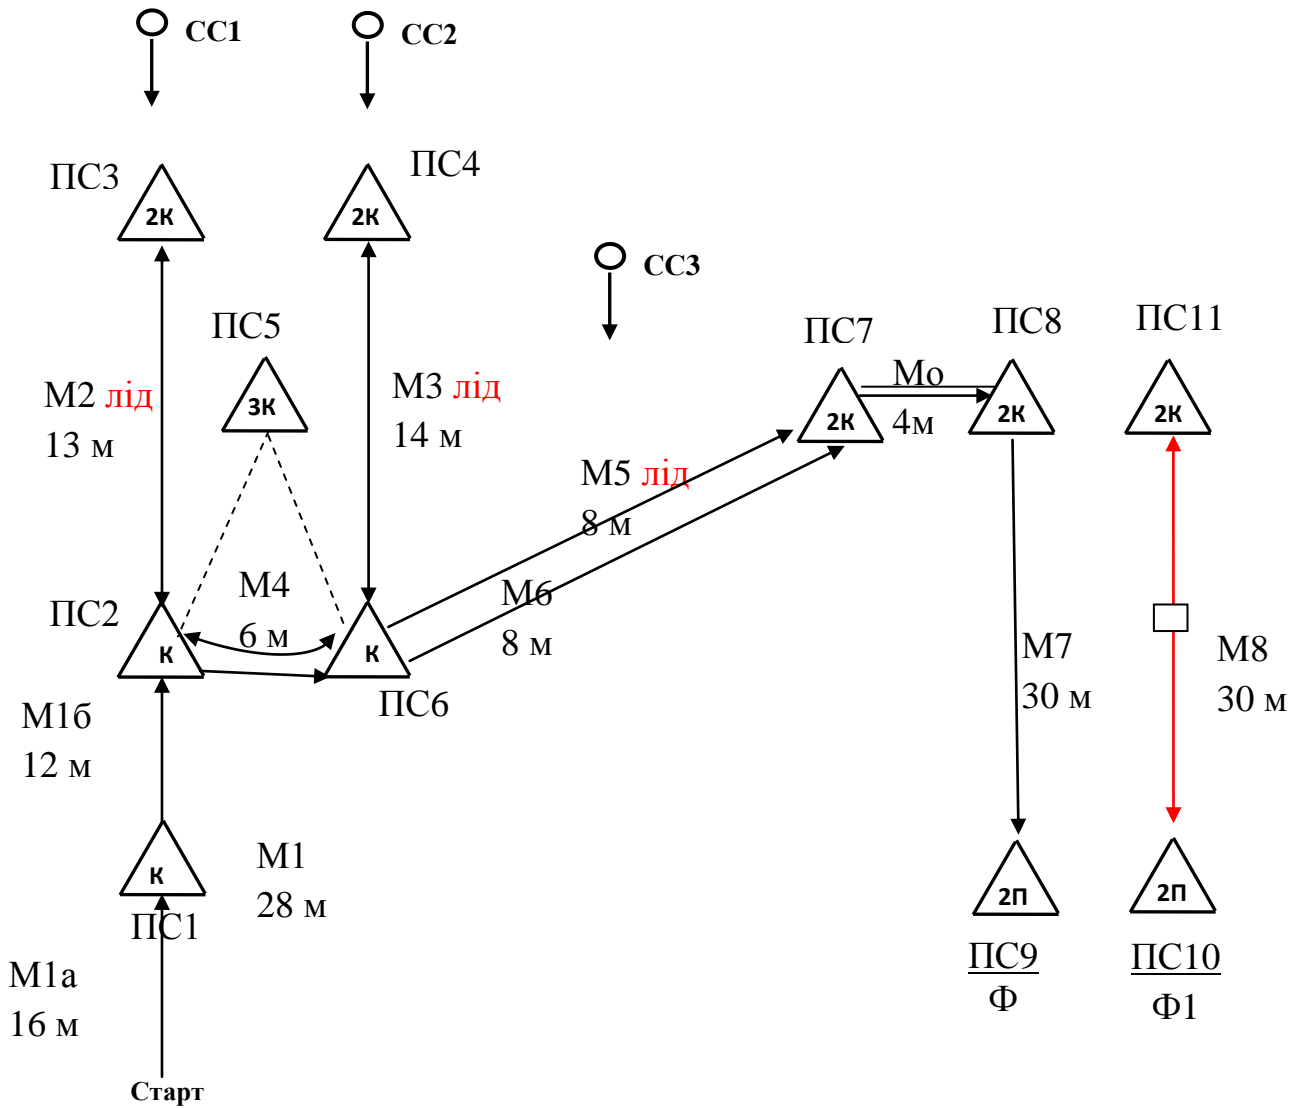 СС1
СС2
ПС3
2К
ПС4
2К
СС3
ПС5
3К
ПС7
2К
ПС8
2К
ПС11
2К
Мо
4м
М2 лід
13 м
М3 лід
14 м
М5 лід
8 м
М4
6 м
М6
8 м
ПС2
К
К
ПС6
М7
30 м
М8
30 м
М1б
12 м
К
ПС1
М1
28 м
2П
ПС9
Ф
2П
ПС10
Ф1
М1а
16 м
Старт